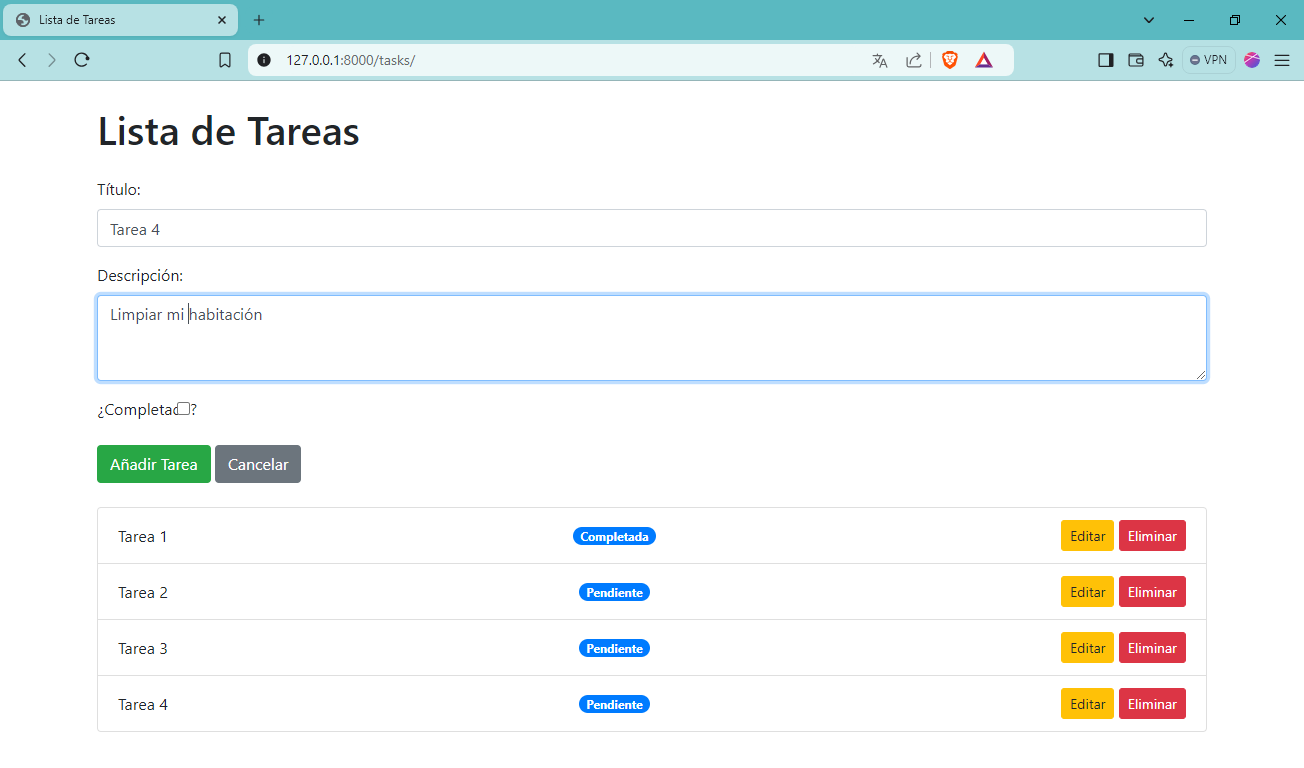 Lista de Tareas
127.0.0.1:8000/tasks/
VPN
Lista de Tareas
Título:
Tarea 4
Descripción:
Limpiar mi habitación
¿Completad?
Añadir Tarea Cancelar
Tarea 1 Completada Editar Eliminar
Tarea 2 Pendiente Editar Eliminar
Tarea 3 Pendiente Editar Eliminar
Tarea 4 Pendiente Editar Eliminar